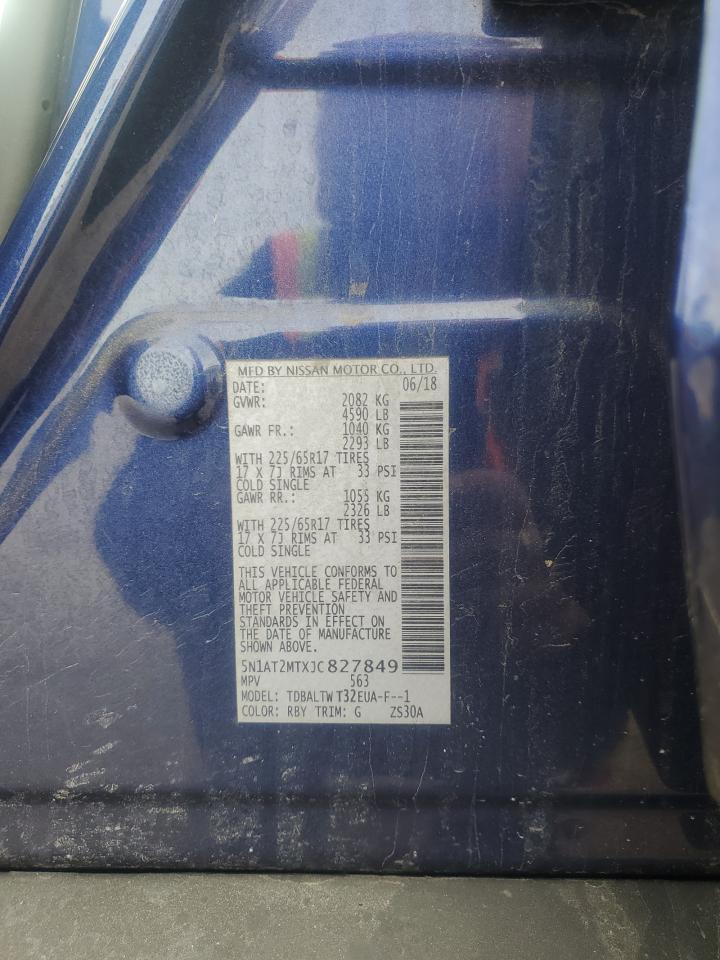 MFD BY NISSAN MOTOR CO., LTD.
DATE: 06/18
GVWR: 2082 KG
4590 LB
GAWR FR.: 1040 KG
2293 LB
WITH 225/65R17 TIRES
17 X 7J RIMS AT 33 PSI
COLD SINGLE
GAWR RR.: 1055 KG
2326 LB
WITH 225/65R17 TIRES
17 X 7J RIMS AT 33 PSI
COLD SINGLE
THIS VEHICLE CONFORMS TO
ALL APPLICABLE FEDERAL
MOTOR VEHICLE SAFETY AND
THEFT PREVENTION
STANDARDS IN EFFECT ON
THE DATE OF MANUFACTURE
SHOWN ABOVE.
5N1AT2MTXJC827849
MPV 563
MODEL: TDBALTW T32EUA-F--1
COLOR: RBY TRIM: G ZS30A